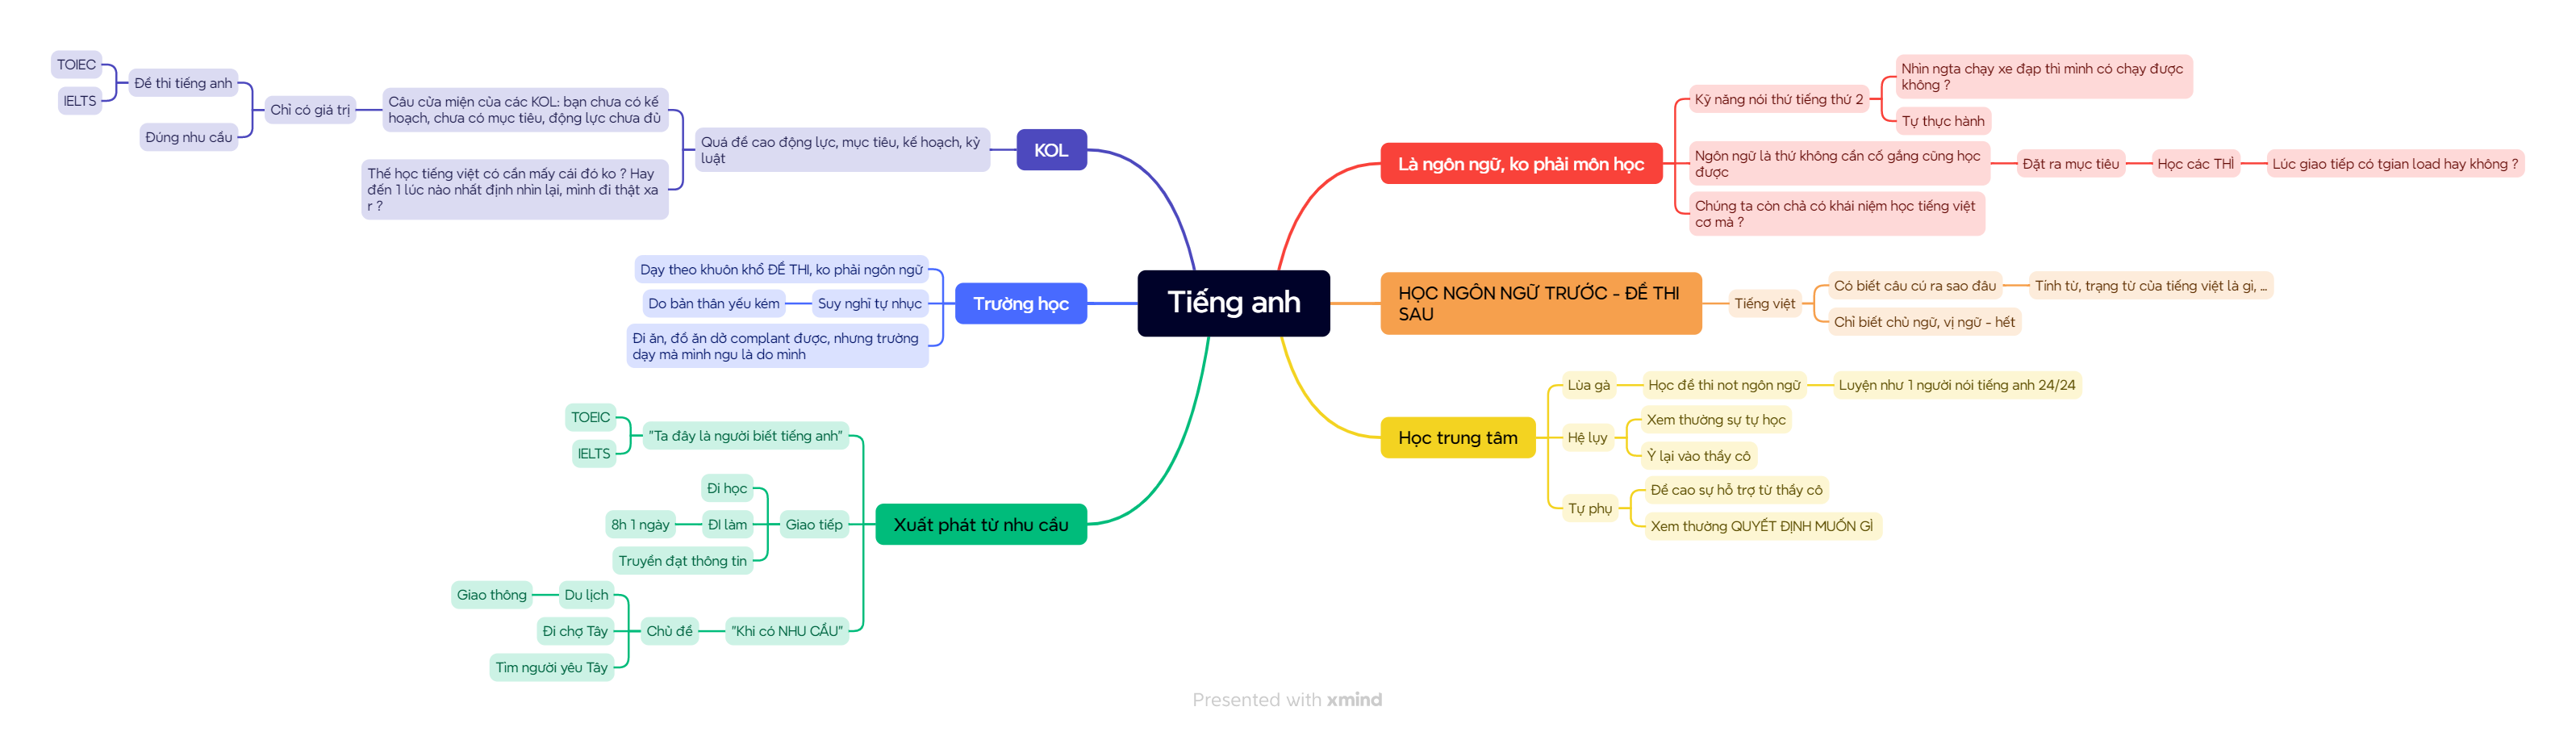 Tiếng anh
Là ngôn ngữ, ko phải môn học
Kỹ năng nói thứ tiếng thứ 2
Nhìn ngta chạy xe đạp thì mình có chạy được
không ?
Tự thực hành
Ngôn ngữ là thứ không cần cố gắng cũng học
được
Đặt ra mục tiêu
Học các THÌ
Lúc giao tiếp có tgian load hay không ?
Chúng ta còn chả có khái niệm học tiếng việt
cơ mà ?
HỌC NGÔN NGỮ TRƯỚC - ĐỀ THI
SAU
Tiếng việt
Có biết câu cú ra sao đâu
Tính từ, trạng từ của tiếng việt là gì, ...
Chỉ biết chủ ngữ, vị ngữ - hết
Học trung tâm
Lùa gà
Học đề thi not ngôn ngữ
Luyện như 1 người nói tiếng anh 24/24
Hệ lụy
Xem thường sự tự học
Ỷ lại vào thầy cô
Tự phụ
Đề cao sự hỗ trợ từ thầy cô
Xem thường QUYẾT ĐỊNH MUỐN GÌ
KOL
Quá đề cao động lực, mục tiêu, kế hoạch, kỷ
luật
Câu cửa miện của các KOL: bạn chưa có kế
hoạch, chưa có mục tiêu, động lực chưa đủ
Chỉ có giá trị
Đề thi tiếng anh
TOIEC
IELTS
Đúng nhu cầu
Thế học tiếng việt có cần mấy cái đó ko ? Hay
đến 1 lúc nào nhất định nhìn lại, mình đi thật xa
r ?
Trường học
Dạy theo khuôn khổ ĐỀ THI, ko phải ngôn ngữ
Suy nghĩ tự nhục
Do bản thân yếu kém
Đi ăn, đồ ăn dở complant được, nhưng trường
dạy mà mình ngu là do mình
Xuất phát từ nhu cầu
"Ta đây là người biết tiếng anh"
TOEIC
IELTS
Giao tiếp
Đi học
ĐI làm
8h 1 ngày
Truyền đạt thông tin
"Khi có NHU CẦU"
Chủ đề
Du lịch
Giao thông
Đi chợ Tây
Tìm người yêu Tây
Presented with xmind